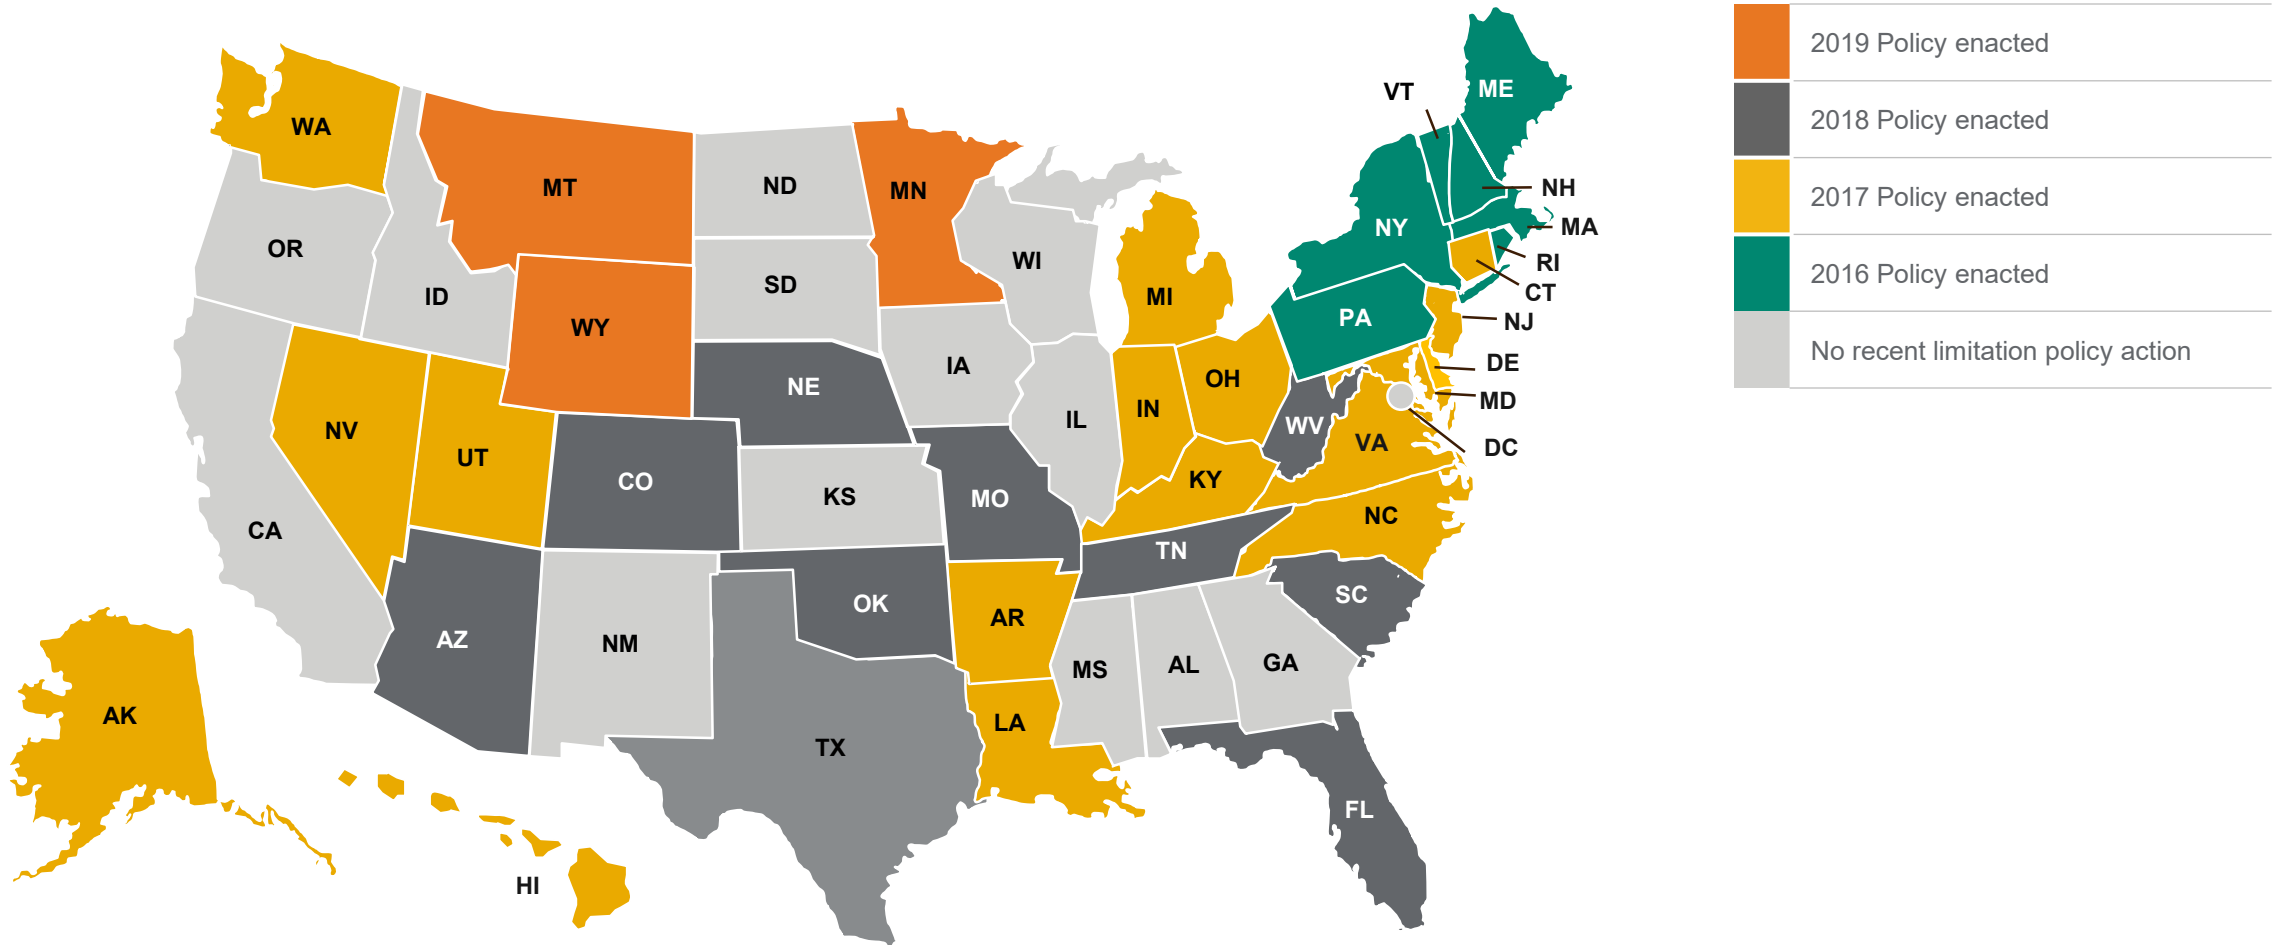 2019 Policy enacted
2018 Policy enacted
2017 Policy enacted
2016 Policy enacted
No recent limitation policy action
VT
ME
WA
MT
ND
MN
NH
NY
MA
OR
WI
RI
SD
ID
MI
CT
WY
PA
NJ
DE
IA
OH
NE
MD
IN
IL
WV
NV
VA
DC
UT
CO
KY
KS
MO
NC
CA
TN
SC
OK
AR
AZ
NM
GA
AL
MS
AK
LA
TX
FL
HI